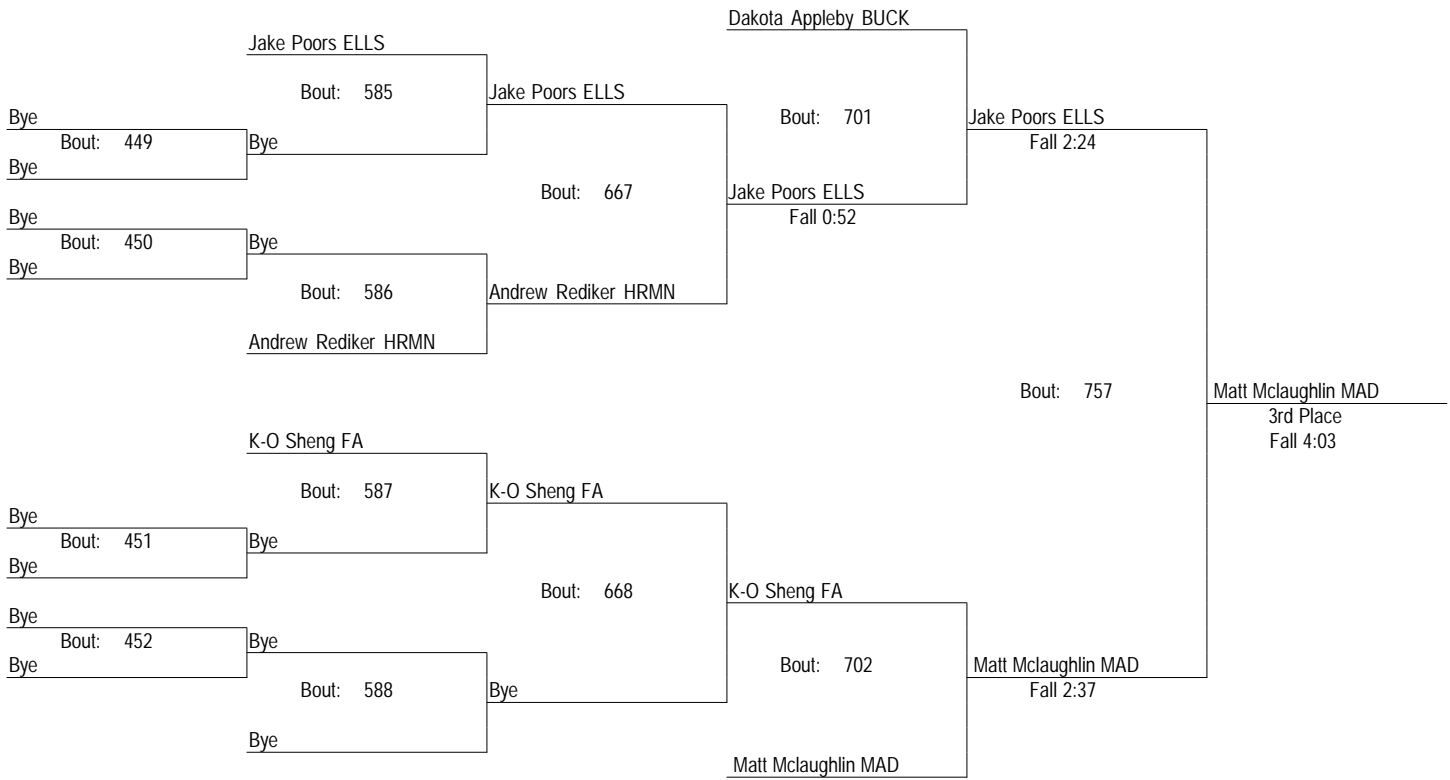 Dakota Appleby BUCK
Jake Poors ELLS
Bout: 585
Jake Poors ELLS
Bye
Bout: 449
Bye
Bye
Bout: 701
Jake Poors ELLS
Fall 2:24
Bout: 667
Jake Poors ELLS
Fall 0:52
Bye
Bout: 450
Bye
Bye
Bout: 586
Andrew Rediker HRMN
Andrew Rediker HRMN
Bout: 757
Matt Mclaughlin MAD
3rd Place
Fall 4:03
K-O Sheng FA
Bout: 587
K-O Sheng FA
Bye
Bout: 451
Bye
Bye
Bout: 668
K-O Sheng FA
Bye
Bout: 452
Bye
Bye
Bout: 702
Matt Mclaughlin MAD
Fall 2:37
Bout: 588
Bye
Bye
Matt Mclaughlin MAD